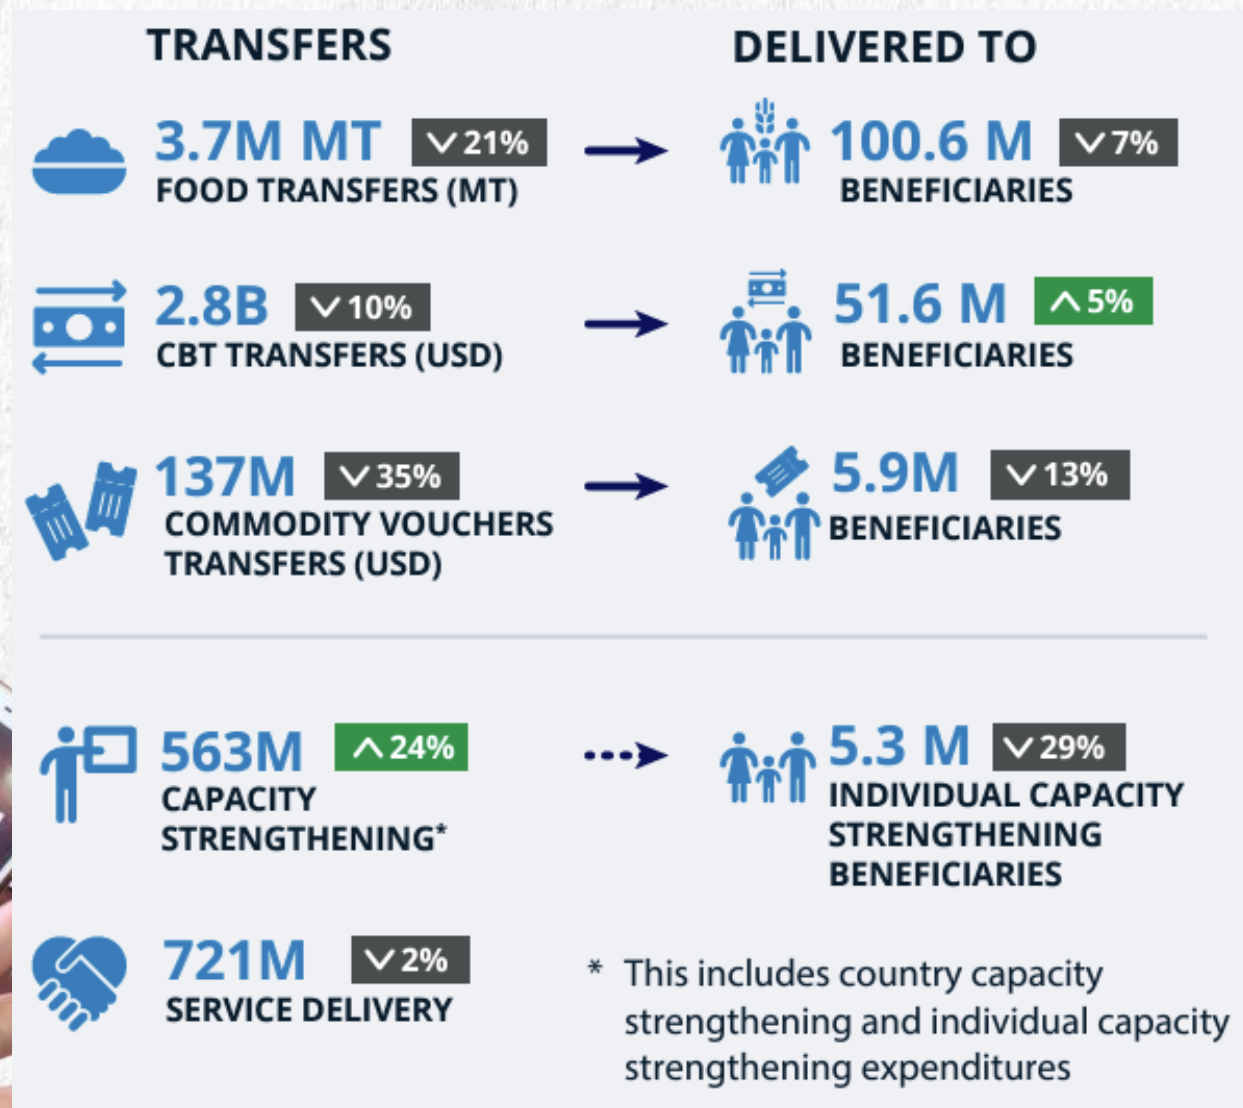 TRANSFERS
DELIVERED TO
3.7M MT 21%
FOOD TRANSFERS (MT)
100.6 M 7%
BENEFICIARIES
2.8B 10%
CBT TRANSFERS (USD)
51.6 M 5%
BENEFICIARIES
137M 35%
COMMODITY VOUCHERS
TRANSFERS (USD)
5.9M 13%
BENEFICIARIES
563M 24%
CAPACITY
STRENGTHENING*
5.3 M 29%
INDIVIDUAL CAPACITY
STRENGTHENING
BENEFICIARIES
721M 2%
SERVICE DELIVERY
* This includes country capacity
strengthening and individual capacity
strengthening expenditures